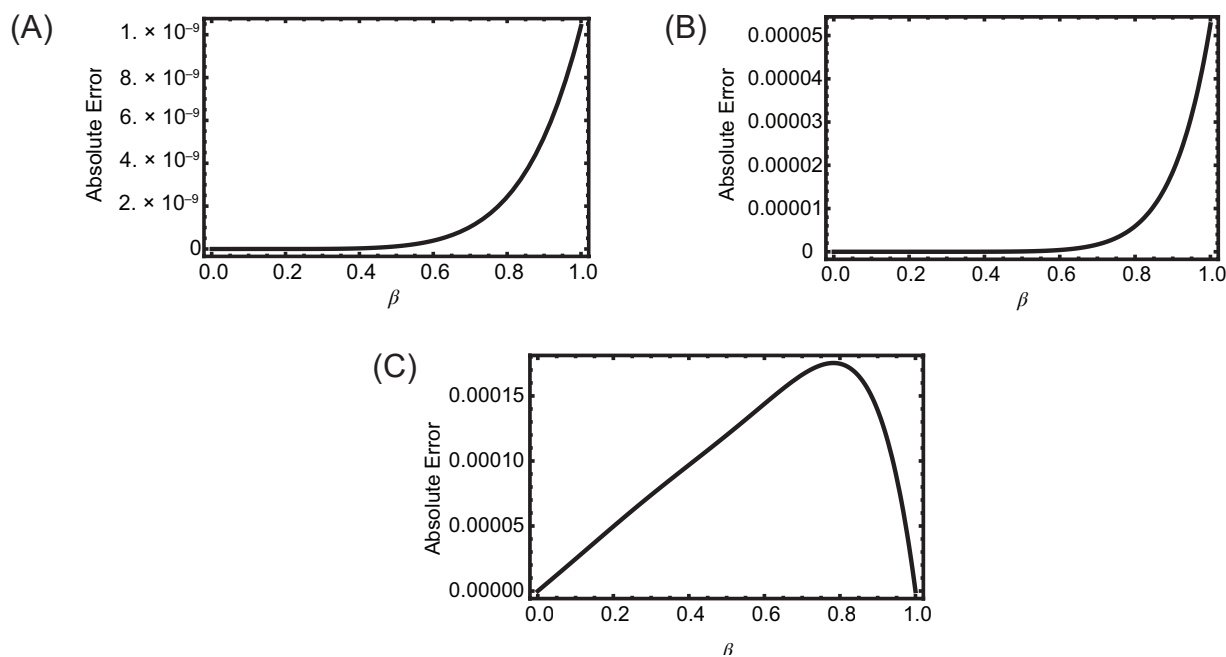 (A)
Absolute Error
1. × 10⁻⁹
8. × 10⁻⁹
6. × 10⁻⁹
4. × 10⁻⁹
2. × 10⁻⁹
0
0.0 0.2 0.4 0.6 0.8 1.0
β
(B)
Absolute Error
0.00005
0.00004
0.00003
0.00002
0.00001
0
0.0 0.2 0.4 0.6 0.8 1.0
β
(C)
Absolute Error
0.00015
0.00010
0.00005
0.00000
0.0 0.2 0.4 0.6 0.8 1.0
β